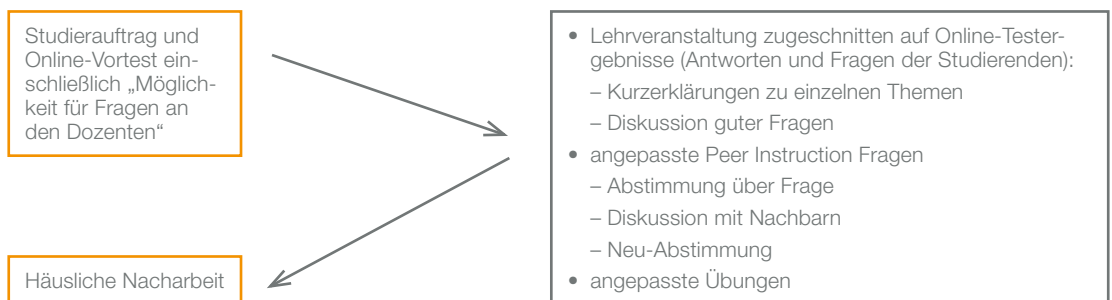 Studierauftrag und
Online-Vortest ein-
schließlich „Möglich-
keit für Fragen an
den Dozenten“
• Lehrveranstaltung zugeschnitten auf Online-Tester-
gebnisse (Antworten und Fragen der Studierenden):
– Kurzerklärungen zu einzelnen Themen
– Diskussion guter Fragen
• angepasste Peer Instruction Fragen
– Abstimmung über Frage
– Diskussion mit Nachbarn
– Neu-Abstimmung
• angepasste Übungen
Häusliche Nacharbeit